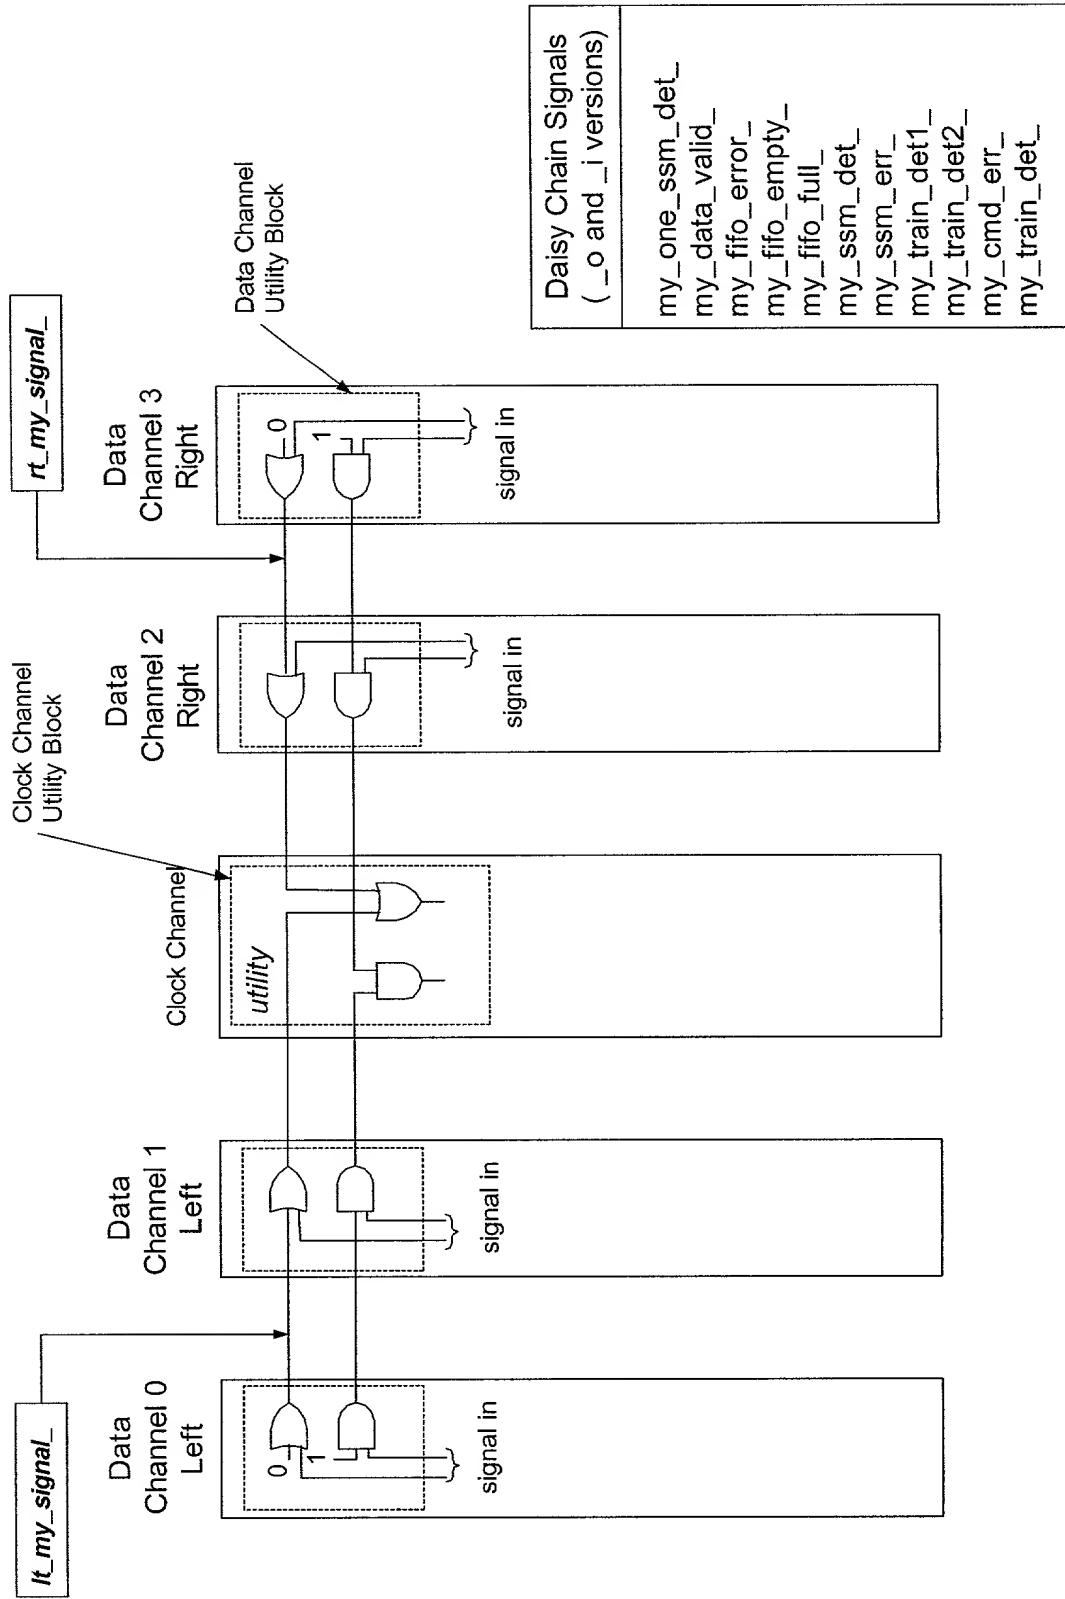 lt_my_signal_
rt_my_signal_
Clock Channel
Utility Block
Data Channel
Utility Block
Data
Channel 0
Left
Data
Channel 1
Left
Clock Channel
Data
Channel 2
Right
Data
Channel 3
Right
0
1
utility
0
1
signal in
signal in
signal in
signal in
Daisy Chain Signals
(_o and _i versions)
my_one_ssm_det_
my_data_valid_
my_fifo_error_
my_fifo_empty_
my_fifo_full_
my_ssm_det_
my_ssm_err_
my_train_det1_
my_train_det2_
my_cmd_err_
my_train_det_